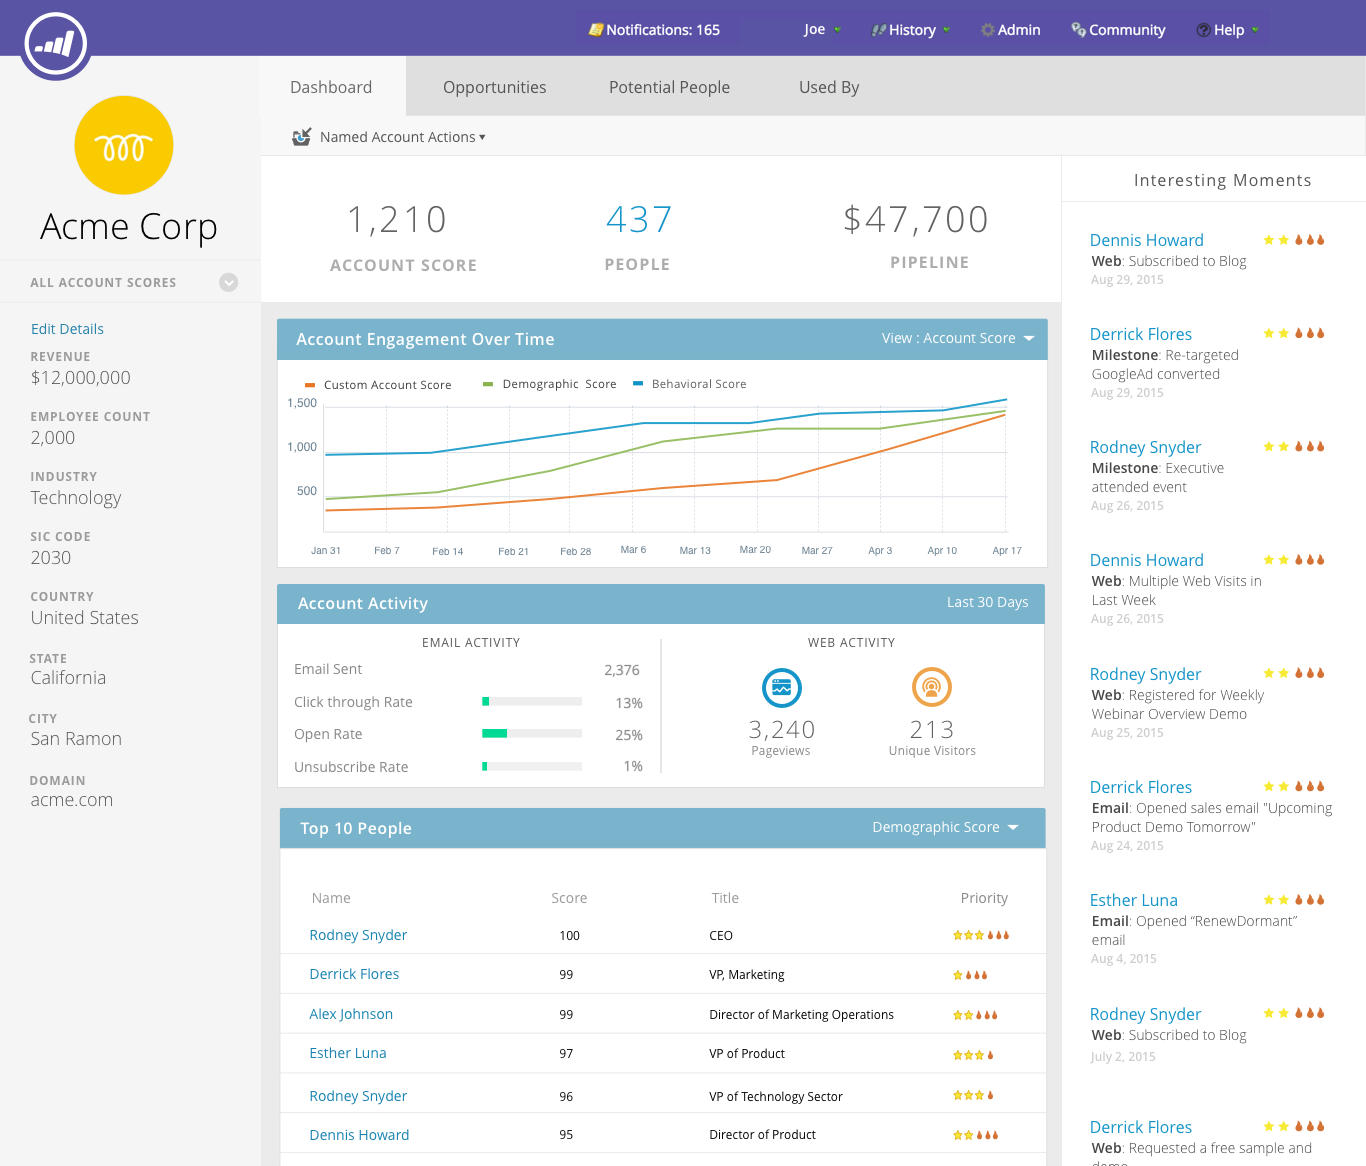 Notifications: 165
Joe
History
Admin
Community
Help
Dashboard
Opportunities
Potential People
Used By
Named Account Actions
Acme Corp
ALL ACCOUNT SCORES
Edit Details
REVENUE
$12,000,000
EMPLOYEE COUNT
2,000
INDUSTRY
Technology
SIC CODE
2030
COUNTRY
United States
STATE
California
CITY
San Ramon
DOMAIN
acme.com
1,210
ACCOUNT SCORE
437
PEOPLE
$47,700
PIPELINE
Account Engagement Over Time
View : Account Score
Custom Account Score
Demographic Score
Behavioral Score
1,500
1,000
500
Jan 31
Feb 7
Feb 14
Feb 21
Feb 28
Mar 6
Mar 13
Mar 20
Mar 27
Apr 3
Apr 10
Apr 17
Account Activity
Last 30 Days
EMAIL ACTIVITY
Email Sent 2,376
Click through Rate 13%
Open Rate 25%
Unsubscribe Rate 1%
WEB ACTIVITY
3,240
Pageviews
213
Unique Visitors
Top 10 People
Demographic Score
Name Score Title Priority
Rodney Snyder 100 CEO
Derrick Flores 99 VP, Marketing
Alex Johnson 99 Director of Marketing Operations
Esther Luna 97 VP of Product
Rodney Snyder 96 VP of Technology Sector
Dennis Howard 95 Director of Product
Interesting Moments
Dennis Howard
Web: Subscribed to Blog
Aug 29, 2015
Derrick Flores
Milestone: Re-targeted
GoogleAd converted
Aug 29, 2015
Rodney Snyder
Milestone: Executive
attended event
Aug 26, 2015
Dennis Howard
Web: Multiple Web Visits in
Last Week
Aug 26, 2015
Rodney Snyder
Web: Registered for Weekly
Webinar Overview Demo
Aug 25, 2015
Derrick Flores
Email: Opened sales email "Upcoming
Product Demo Tomorrow"
Aug 24, 2015
Esther Luna
Email: Opened “RenewDormant”
email
Aug 4, 2015
Rodney Snyder
Web: Subscribed to Blog
July 2, 2015
Derrick Flores
Web: Requested a free sample and